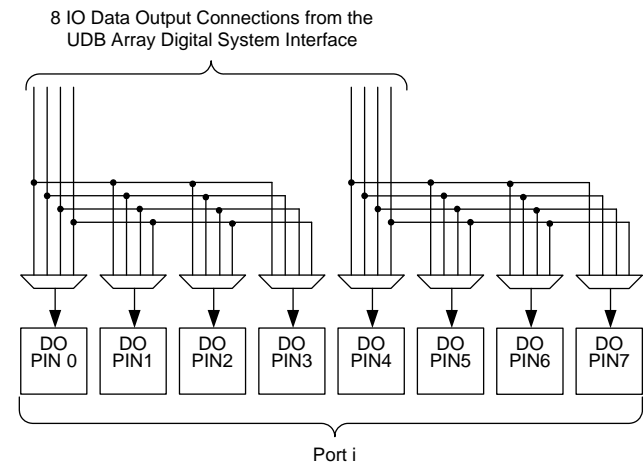 8 IO Data Output Connections from the
UDB Array Digital System Interface
DO
PIN 0
DO
PIN1
DO
PIN2
DO
PIN3
DO
PIN4
DO
PIN5
DO
PIN6
DO
PIN7
Port i